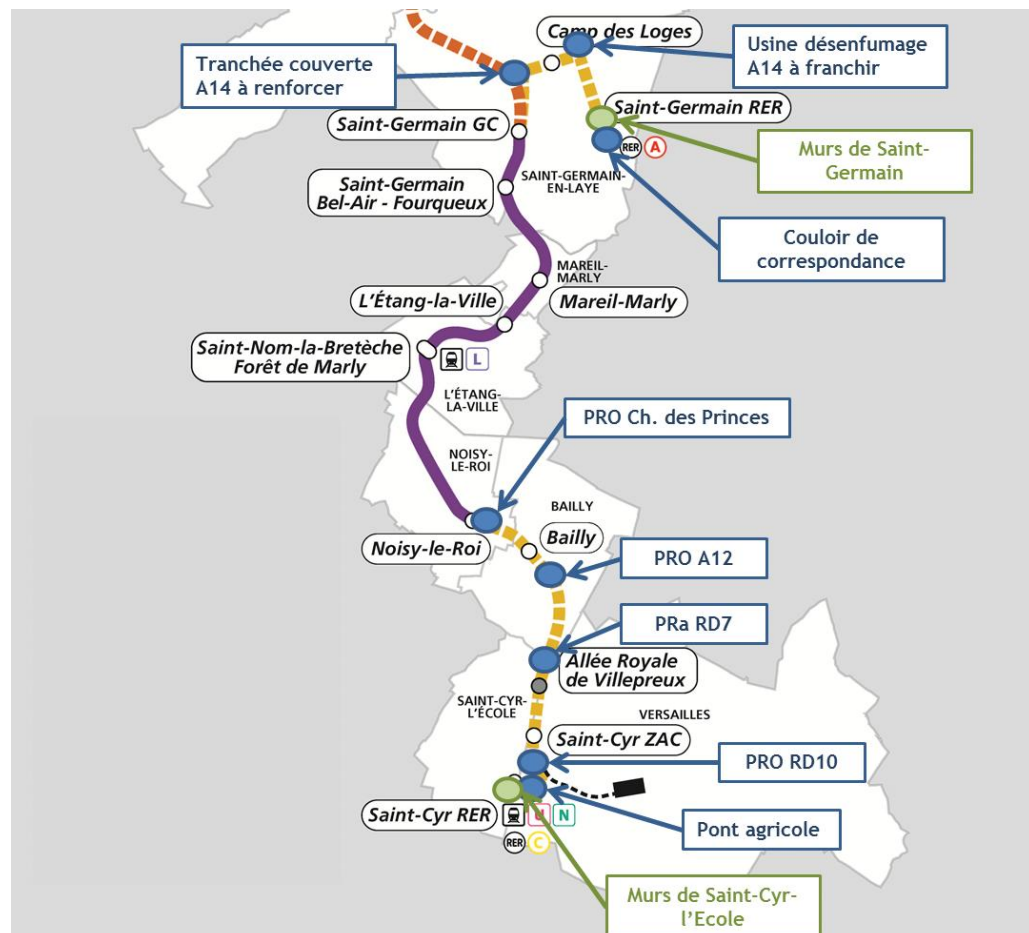 Camp des Loges
Tranchée couverte
A14 à renforcer
Usine désenfumage
A14 à franchir
Saint-Germain RER
Saint-Germain GC
RER A
Murs de Saint-
Germain
SAINT-GERMAIN-
EN-LAYE
Saint-Germain
Bel-Air - Fourqueux
Couloir de
correspondance
MAREIL-
MARLY
L'Étang-la-Ville
Mareil-Marly
Saint-Nom-la-Bretèche
Forêt de Marly
L
L'ÉTANG-
LA-VILLE
PRO Ch. des Princes
NOISY-
LE-ROI
BAILLY
Noisy-le-Roi
Bailly
PRO A12
PRa RD7
Allée Royale
de Villepreux
SAINT-CYR-
L'ÉCOLE
VERSAILLES
Saint-Cyr ZAC
PRO RD10
Saint-Cyr RER
U N
RER C
Pont agricole
Murs de Saint-Cyr-
l'Ecole